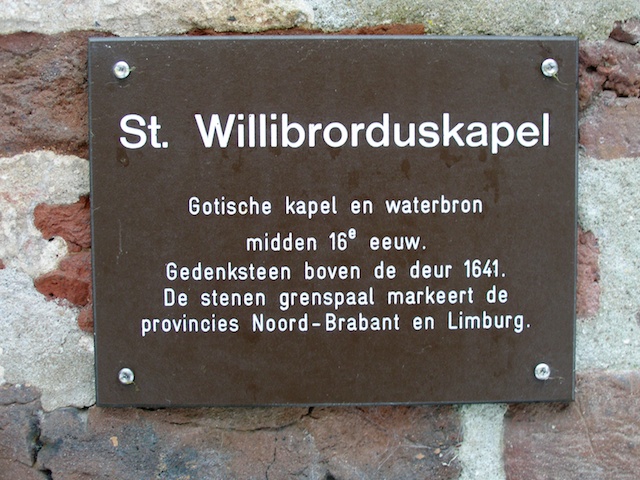 St. Willibrorduskapel
Gotische kapel en waterbron
midden 16e eeuw.
Gedenksteen boven de deur 1641.
De stenen grenspaal markeert de
provincies Noord-Brabant en Limburg.